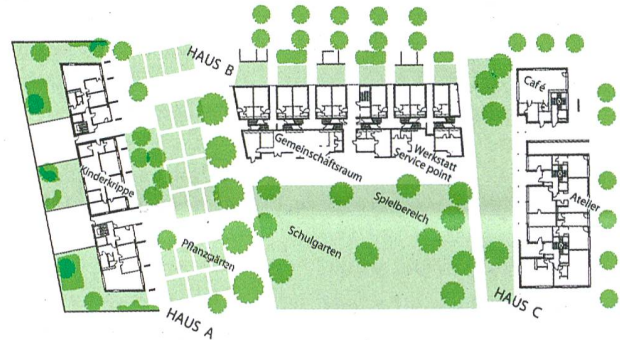 HAUS B
Café
Gemeinschaftsraum
Werkstatt
Service point
Kinderkrippe
Atelier
Spielbereich
Schulgarten
Pflanzgärten
HAUS C
HAUS A